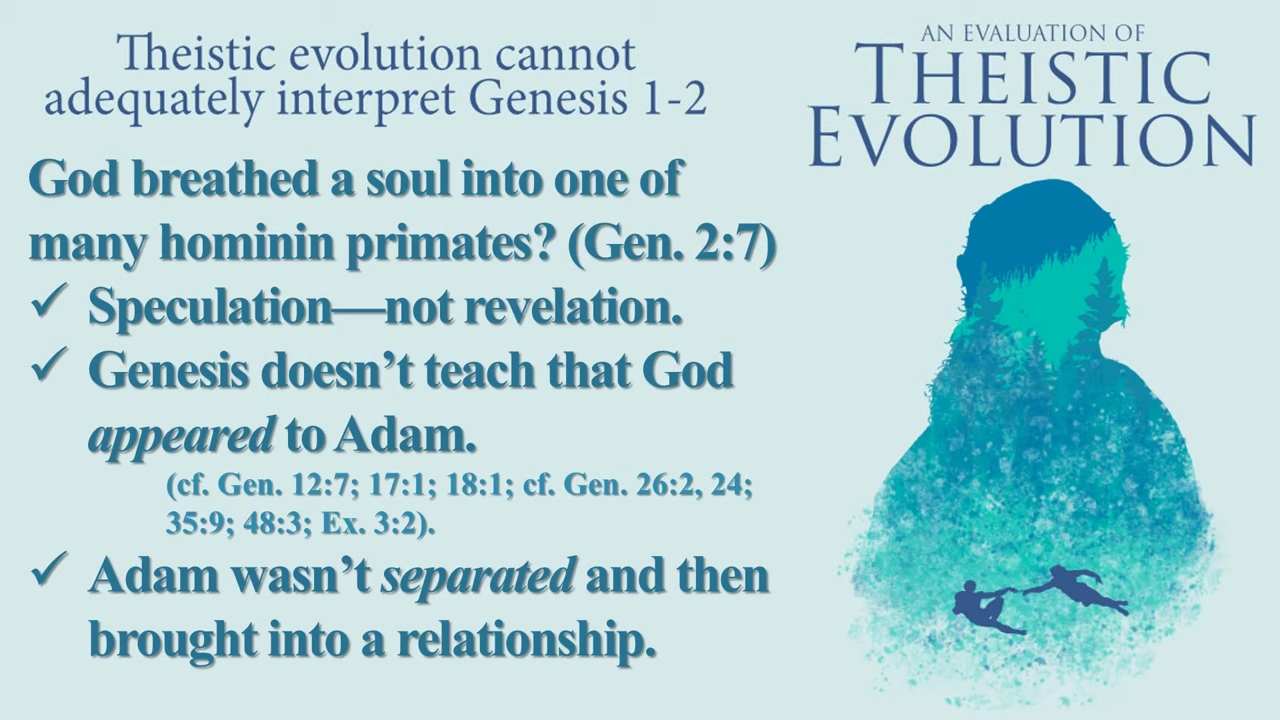 Theistic evolution cannot
adequately interpret Genesis 1-2
God breathed a soul into one of
many hominin primates? (Gen. 2:7)
✓ Speculation—not revelation.
✓ Genesis doesn’t teach that God
appeared to Adam.
(cf. Gen. 12:7; 17:1; 18:1; cf. Gen. 26:2, 24;
35:9; 48:3; Ex. 3:2).
✓ Adam wasn’t separated and then
brought into a relationship.
AN EVALUATION OF
THEISTIC
EVOLUTION